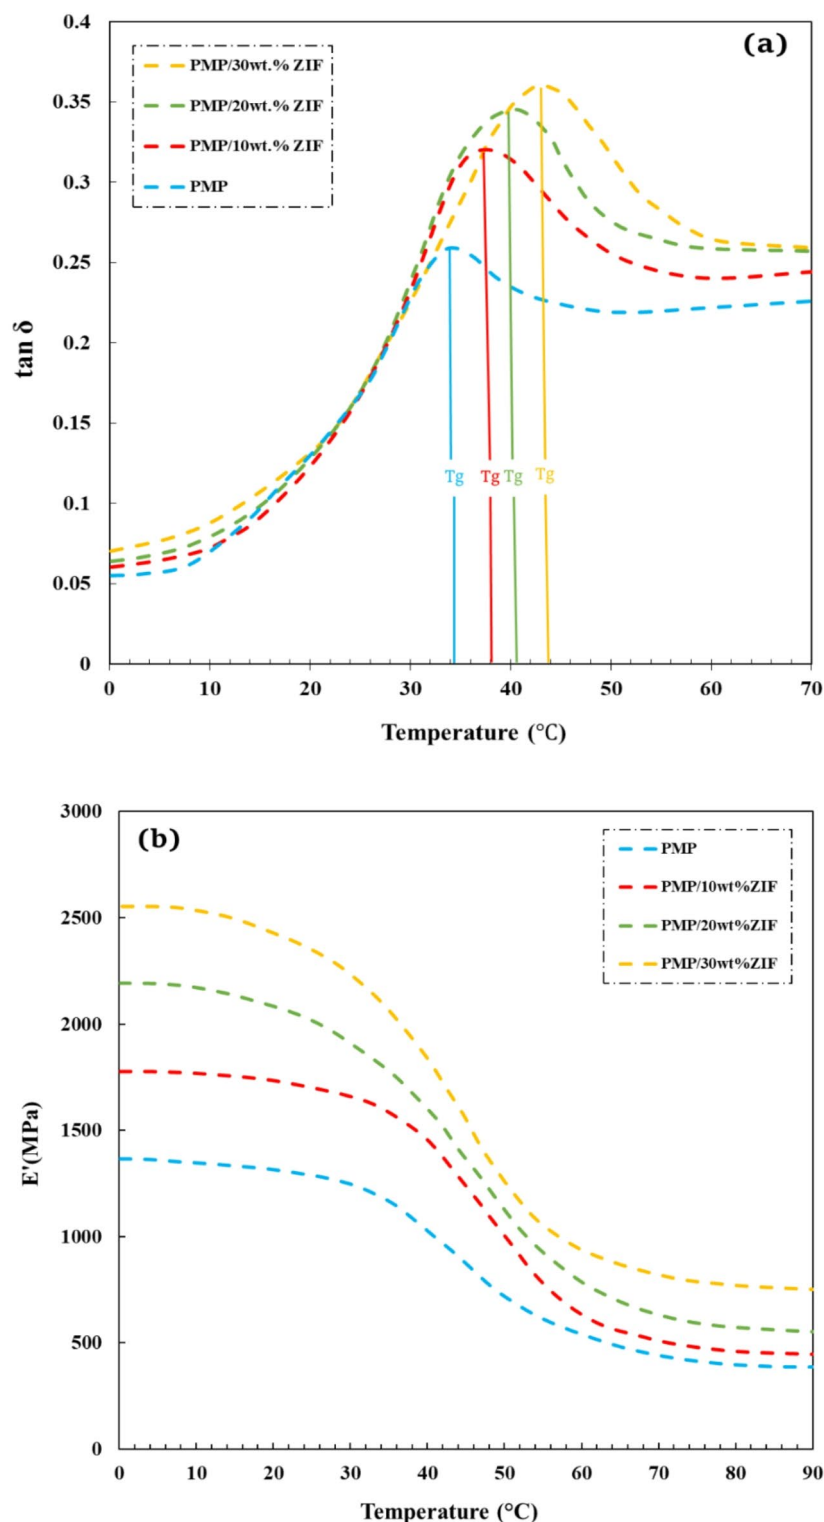 0.4
(a)
PMP/30wt.% ZIF
PMP/20wt.% ZIF
PMP/10wt.% ZIF
PMP
0.35
0.3
0.25
0.2
0.15
0.1
0.05
0
tan δ
Tg Tg Tg Tg
0 10 20 30 40 50 60 70
Temperature (°C)
3000
(b)
PMP
PMP/10wt%ZIF
PMP/20wt%ZIF
PMP/30wt%ZIF
2500
2000
1500
1000
500
0
E'(MPa)
0 10 20 30 40 50 60 70 80 90
Temperature (°C)